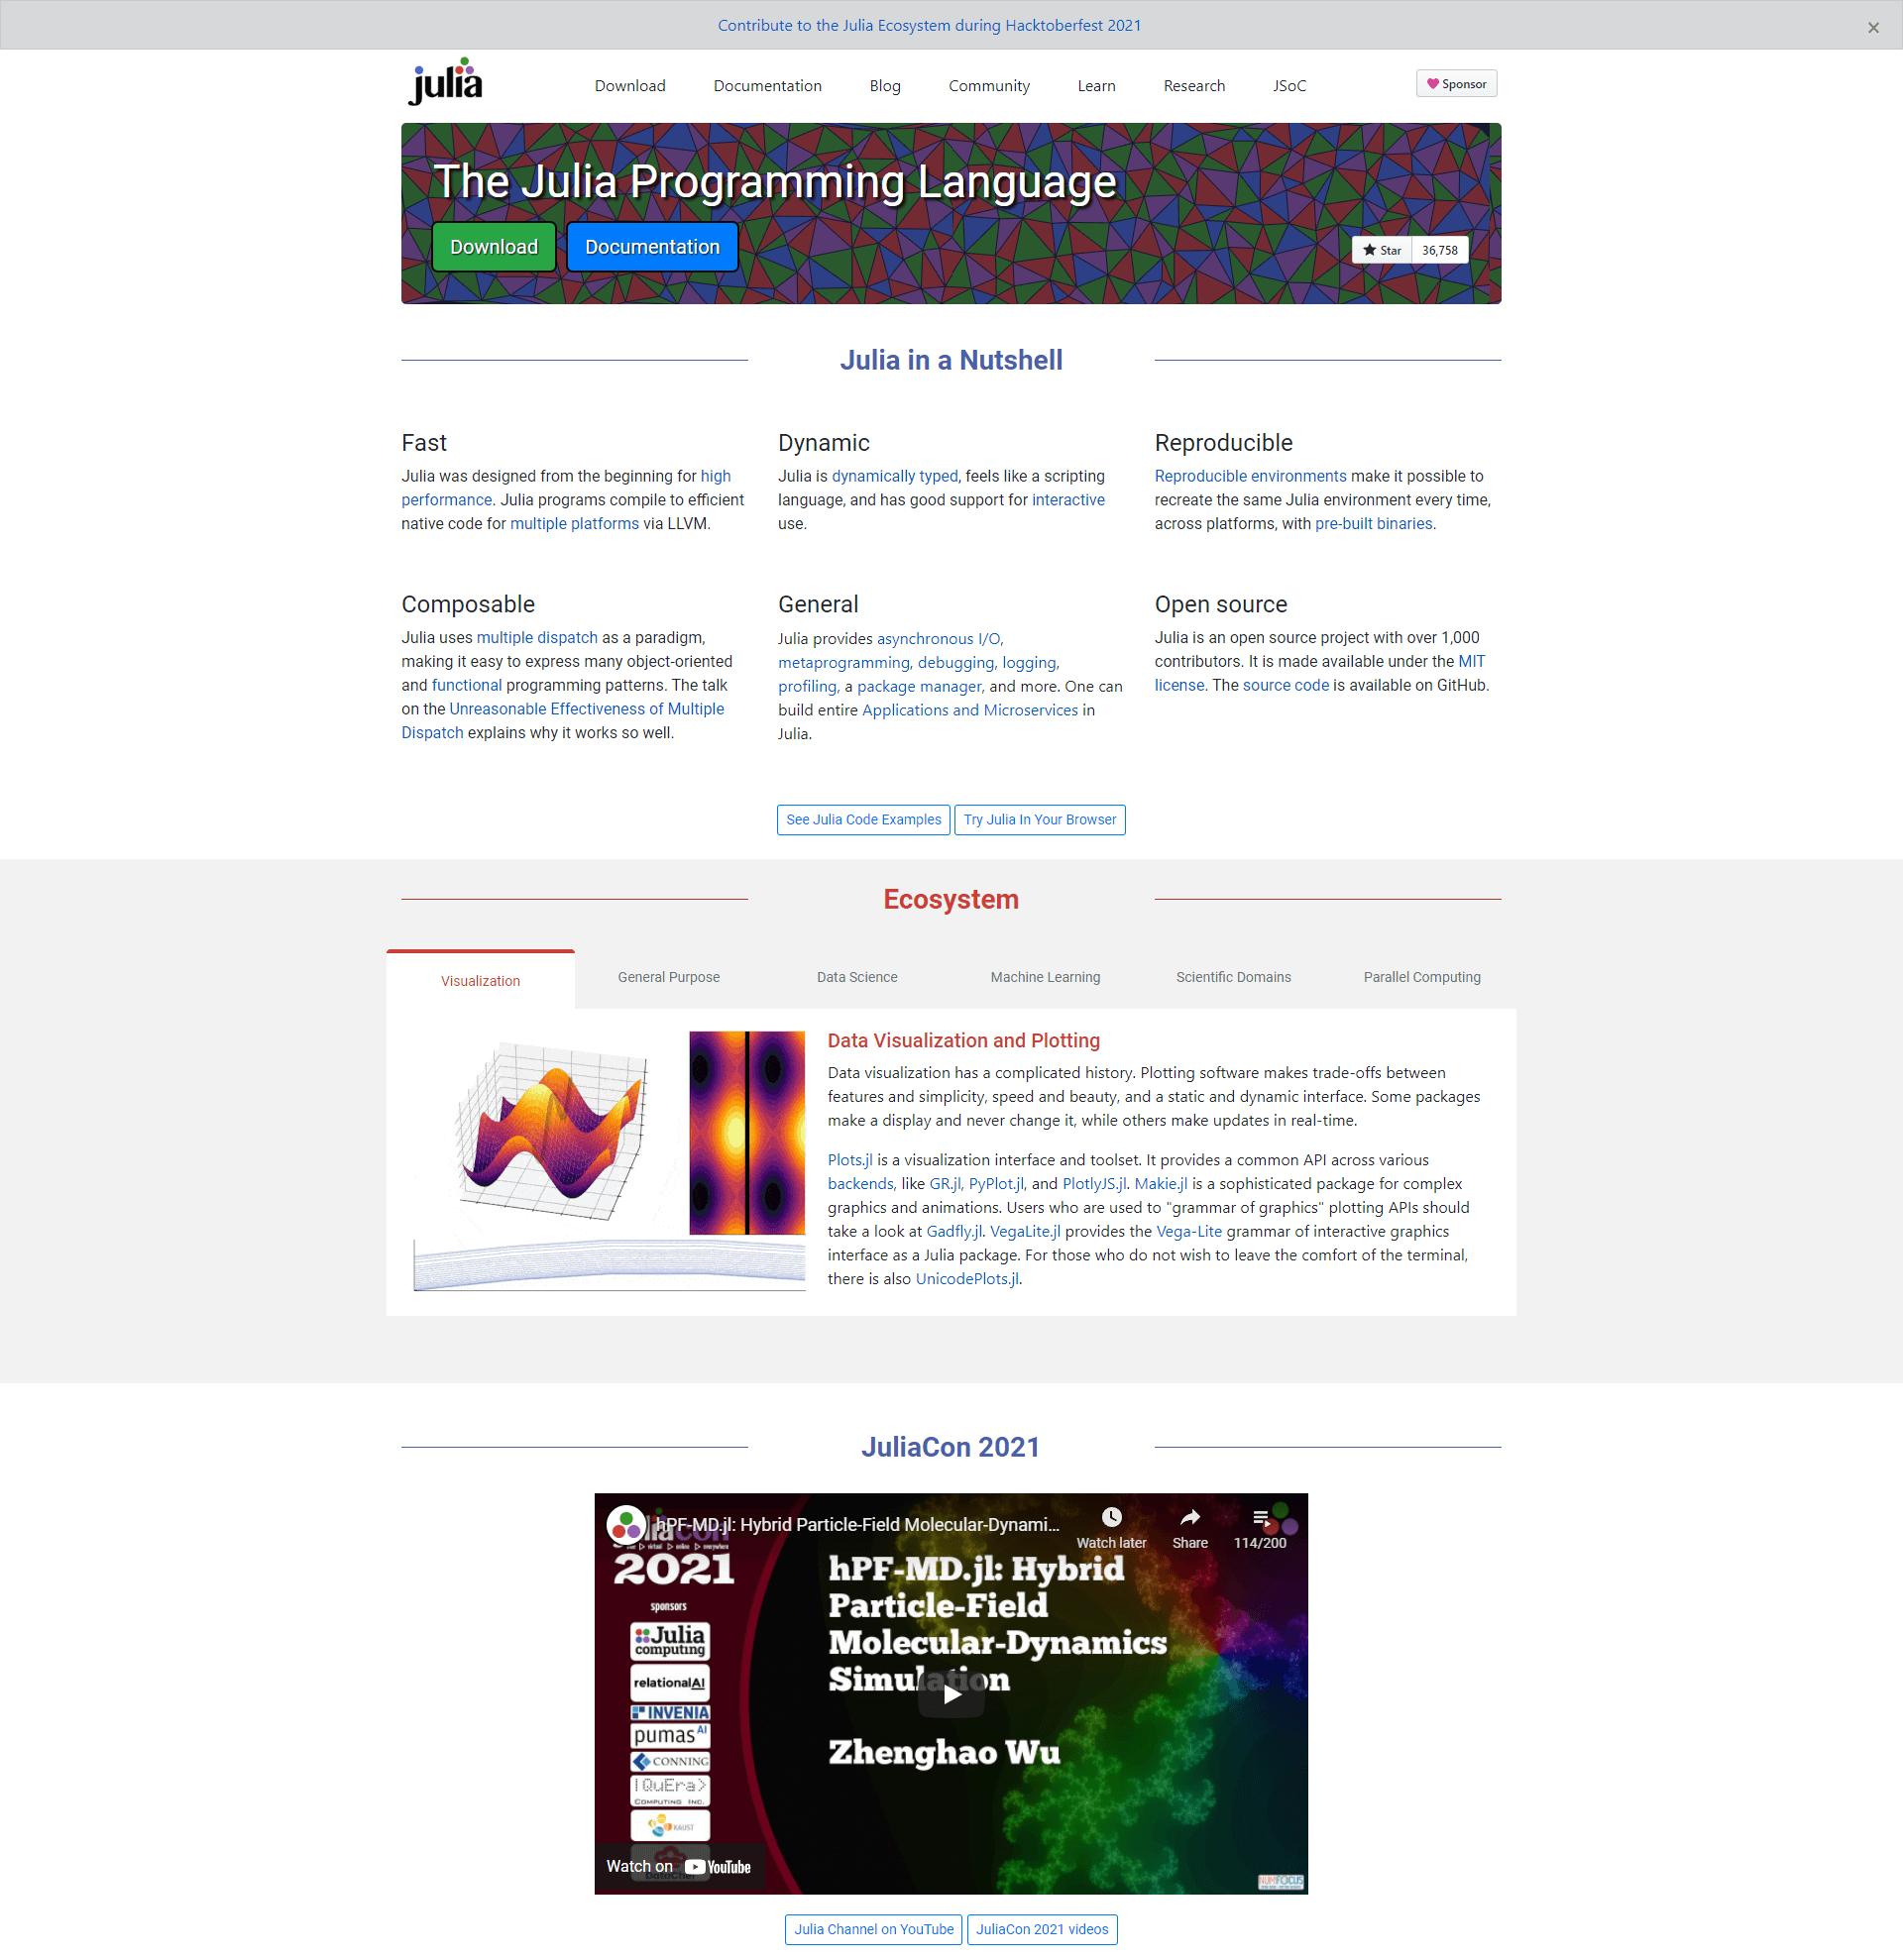 Contribute to the Julia Ecosystem during Hacktoberfest 2021
×
julia
Download
Documentation
Blog
Community
Learn
Research
JSoC
Sponsor
The Julia Programming Language
Download
Documentation
Star
36,758
Julia in a Nutshell
Fast
Julia was designed from the beginning for high
performance. Julia programs compile to efficient
native code for multiple platforms via LLVM.
Dynamic
Julia is dynamically typed, feels like a scripting
language, and has good support for interactive
use.
Reproducible
Reproducible environments make it possible to
recreate the same Julia environment every time,
across platforms, with pre-built binaries.
Composable
Julia uses multiple dispatch as a paradigm,
making it easy to express many object-oriented
and functional programming patterns. The talk
on the Unreasonable Effectiveness of Multiple
Dispatch explains why it works so well.
General
Julia provides asynchronous I/O,
metaprogramming, debugging, logging,
profiling, a package manager, and more. One can
build entire Applications and Microservices in
Julia.
Open source
Julia is an open source project with over 1,000
contributors. It is made available under the MIT
license. The source code is available on GitHub.
See Julia Code Examples
Try Julia In Your Browser
Ecosystem
Visualization
General Purpose
Data Science
Machine Learning
Scientific Domains
Parallel Computing
Data Visualization and Plotting
Data visualization has a complicated history. Plotting software makes trade-offs between
features and simplicity, speed and beauty, and a static and dynamic interface. Some packages
make a display and never change it, while others make updates in real-time.
Plots.jl is a visualization interface and toolset. It provides a common API across various
backends, like GR.jl, PyPlot.jl, and PlotlyJS.jl. Makie.jl is a sophisticated package for complex
graphics and animations. Users who are used to "grammar of graphics" plotting APIs should
take a look at Gadfly.jl. VegaLite.jl provides the Vega-Lite grammar of interactive graphics
interface as a Julia package. For those who do not wish to leave the comfort of the terminal,
there is also UnicodePlots.jl.
JuliaCon 2021
hPF-MD.jl: Hybrid Particle-Field Molecular-Dynami...
Watch later
Share
114/200
2021
sponsors
Julia
computing
relationalAI
INVENIA
pumas AI
CONNING
|QuEra>
COMPUTING INC.
KAUST
hPF-MD.jl: Hybrid
Particle-Field
Molecular-Dynamics
Simulation
Zhenghao Wu
Watch on YouTube
NUMFOCUS
Julia Channel on YouTube
JuliaCon 2021 videos